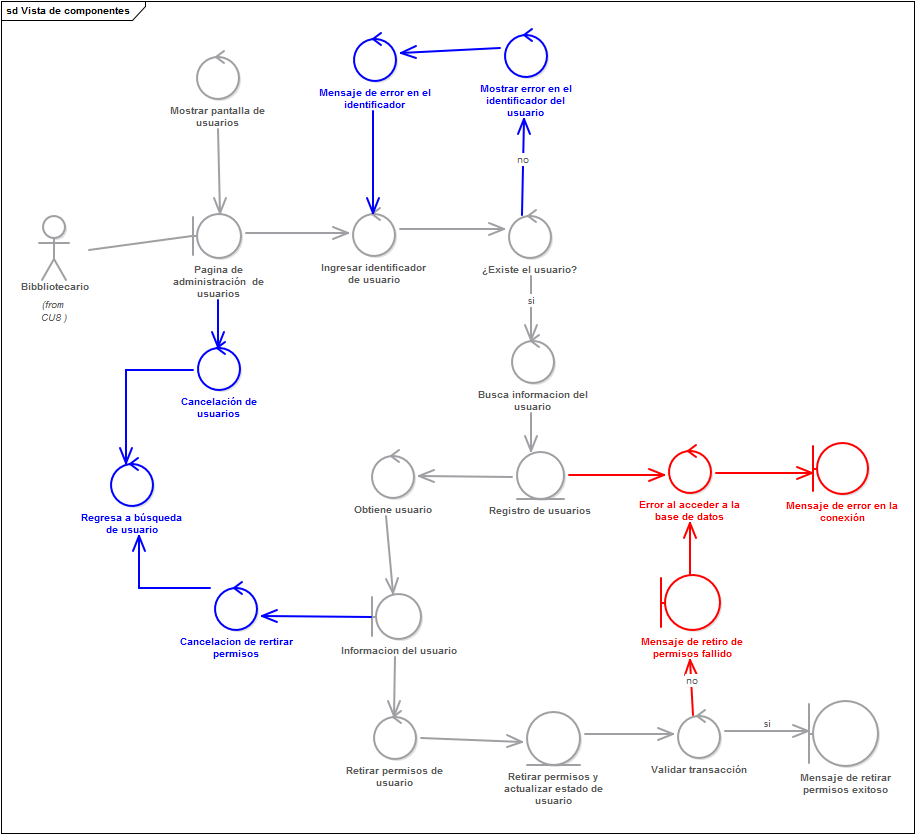 sd Vista de componentes
Mostrar pantalla de
usuarios
Mensaje de error en el
identificador
Mostrar error en el
identificador del
usuario
no
Bibbliotecario
(from
CU8 )
Pagina de
administración de
usuarios
Ingresar identificador
de usuario
¿Existe el usuario?
si
Cancelación de
usuarios
Busca informacion del
usuario
Regresa a búsqueda
de usuario
Obtiene usuario
Registro de usuarios
Error al acceder a la
base de datos
Mensaje de error en la
conexión
Cancelacion de rertirar
permisos
Informacion del usuario
Mensaje de retiro de
permisos fallido
no
si
Retirar permisos de
usuario
Retirar permisos y
actualizar estado de
usuario
Validar transacción
Mensaje de retirar
permisos exitoso